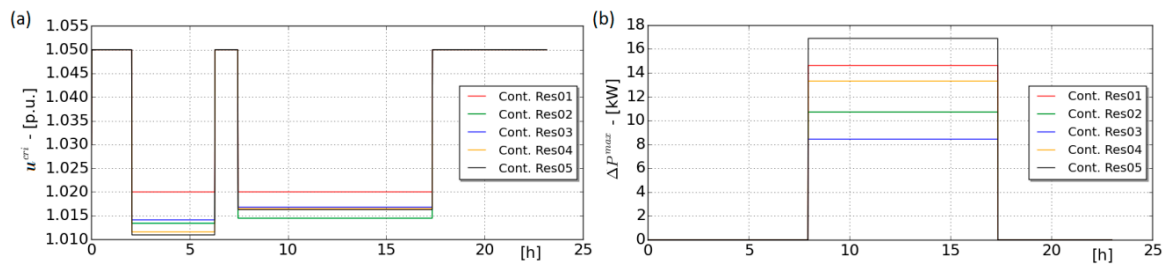 (a)
1.050
1.045
1.040
1.035
1.030
1.025
1.020
1.015
1.010
u^cri - [p.u.]
0 5 10 15 20 25
[h]
Cont. Res01
Cont. Res02
Cont. Res03
Cont. Res04
Cont. Res05
(b)
18
16
14
12
10
8
6
4
2
0
ΔP^max - [kW]
0 5 10 15 20 25
[h]
Cont. Res01
Cont. Res02
Cont. Res03
Cont. Res04
Cont. Res05